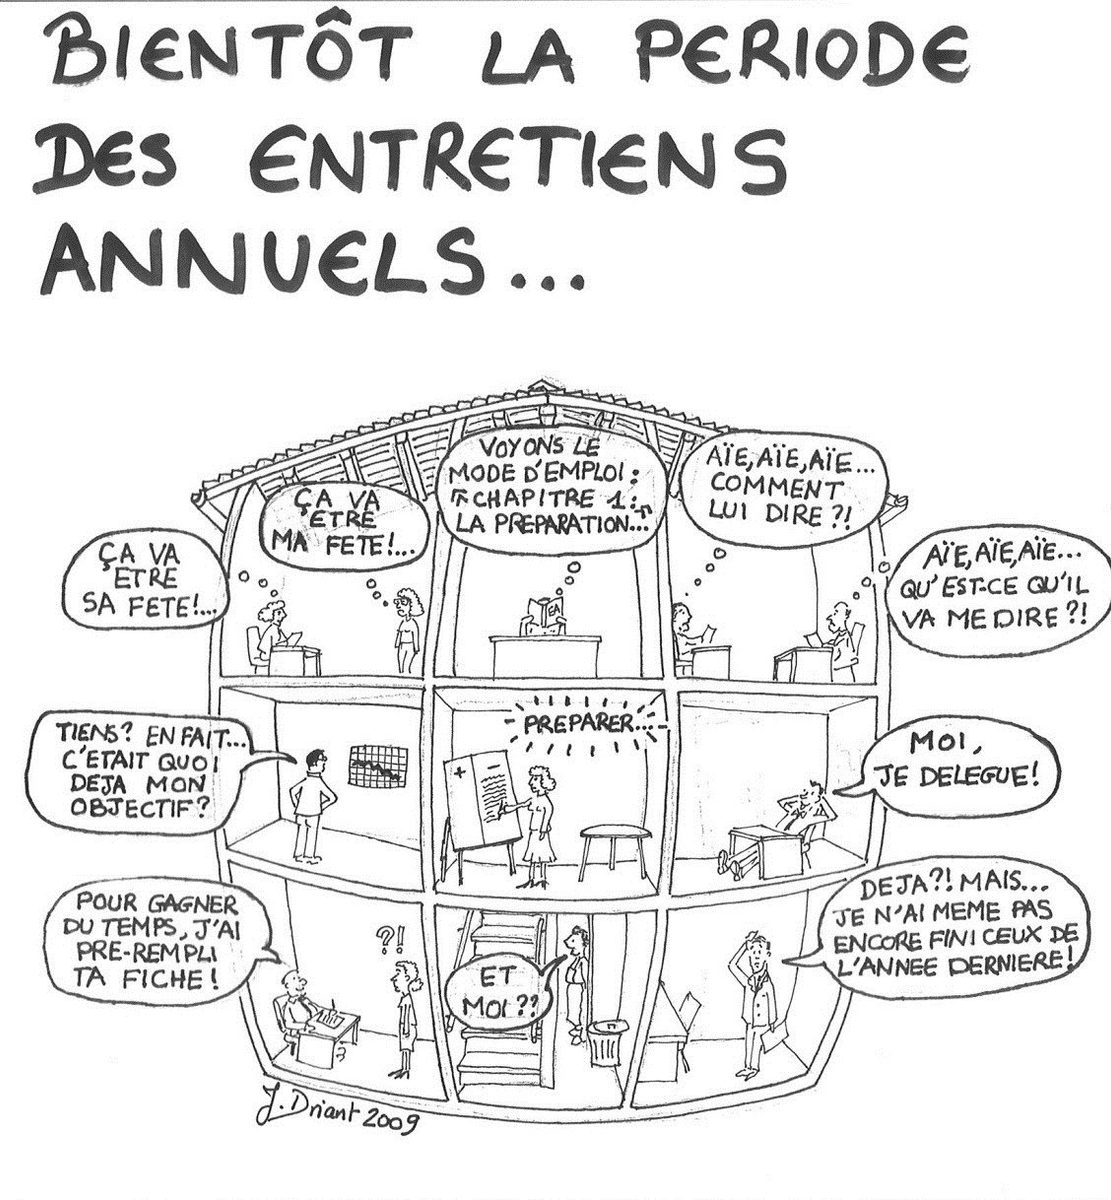 BIENTÔT LA PERIODE
DES ENTRETIENS
ANNUELS...
ÇA VA
ETRE
SA FETE!...
ÇA VA
ETRE
MA FETE!...
VOYONS LE
MODE D'EMPLOI:
"CHAPITRE 1:"
LA PREPARATION...
AÏE, AÏE, AÏE...
COMMENT
LUI DIRE?!
AÏE, AÏE, AÏE...
QU'EST-CE QU'IL
VA ME DIRE?!
EA
TIENS? EN FAIT...
C'ETAIT QUOI
DEJA MON
OBJECTIF?
PREPARER...
+ -
MOI,
JE DELEGUE!
POUR GAGNER
DU TEMPS, J'AI
PRE-REMPLI
TA FICHE!
?!
ET
MOI??
DEJA?! MAIS...
JE N'AI MEME PAS
ENCORE FINI CEUX DE
L'ANNEE DERNIERE!
J. Driant 2009